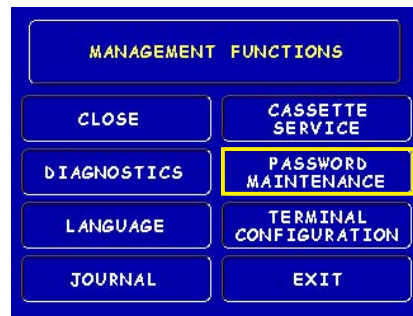 MANAGEMENT FUNCTIONS
CLOSE
CASSETTE
SERVICE
DIAGNOSTICS
PASSWORD
MAINTENANCE
LANGUAGE
TERMINAL
CONFIGURATION
JOURNAL
EXIT